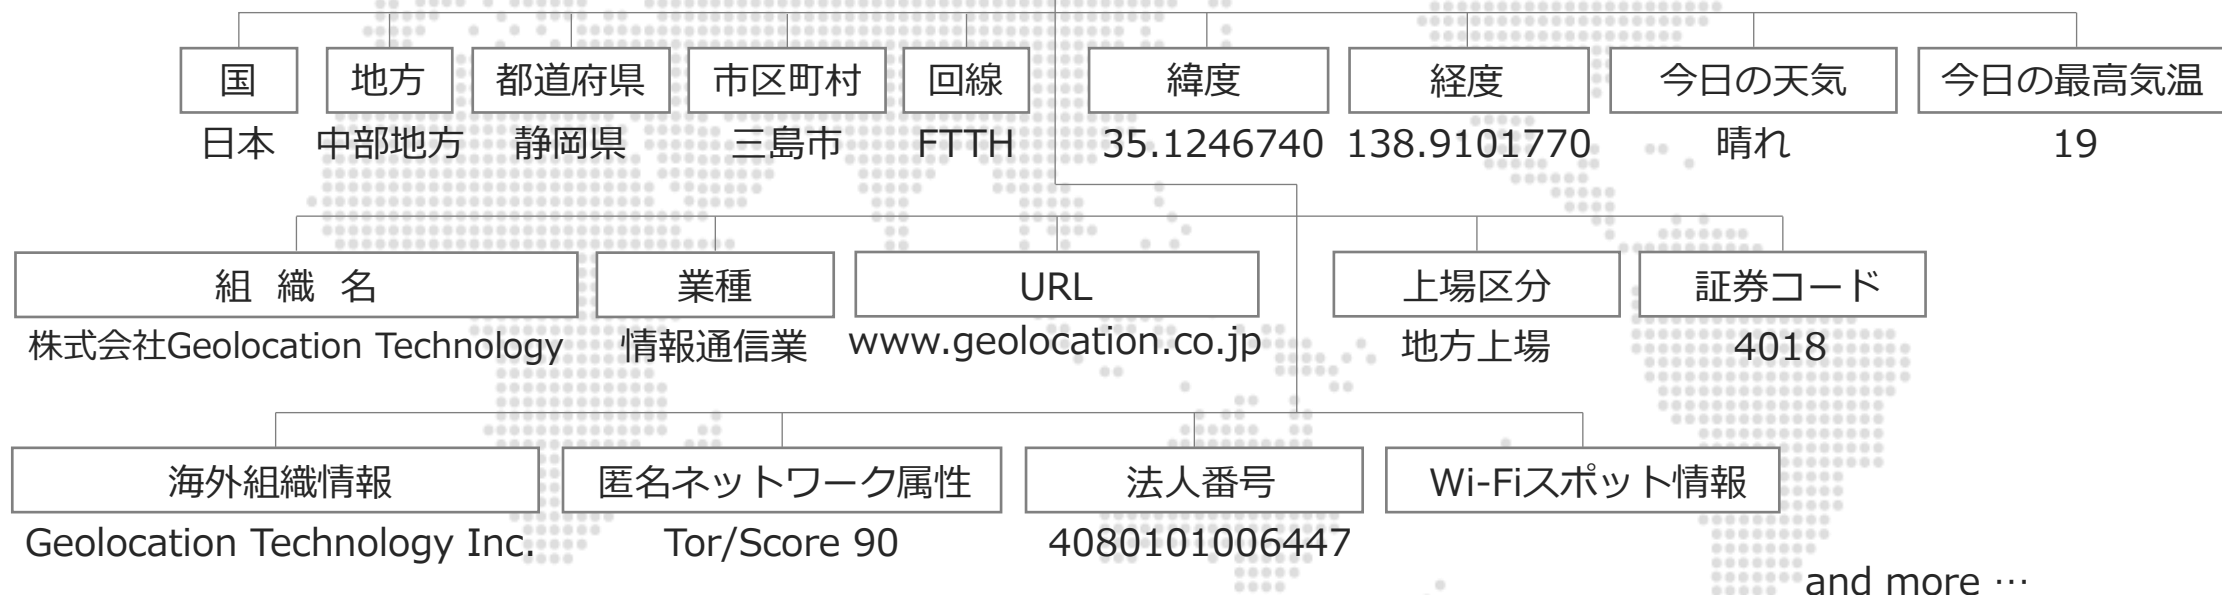 国 地方 都道府県 市区町村 回線 緯度 経度 今日の天気 今日の最高気温
日本 中部地方 静岡県 三島市 FTTH 35.1246740 138.9101770 晴れ 19
組 織 名 業種 URL 上場区分 証券コード
株式会社Geolocation Technology 情報通信業 www.geolocation.co.jp 地方上場 4018
海外組織情報 匿名ネットワーク属性 法人番号 Wi-Fiスポット情報
Geolocation Technology Inc. Tor/Score 90 4080101006447
and more …